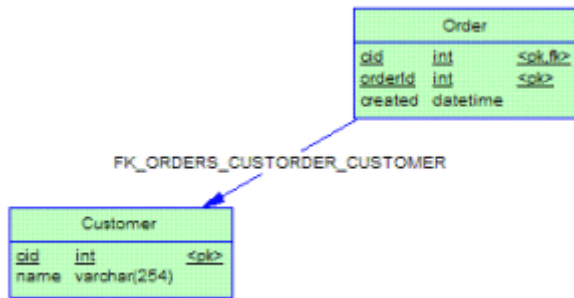 Order
cid int <pk,fk>
orderId int <pk>
created datetime
FK_ORDERS_CUSTORDER_CUSTOMER
Customer
cid int <pk>
name varchar(254)